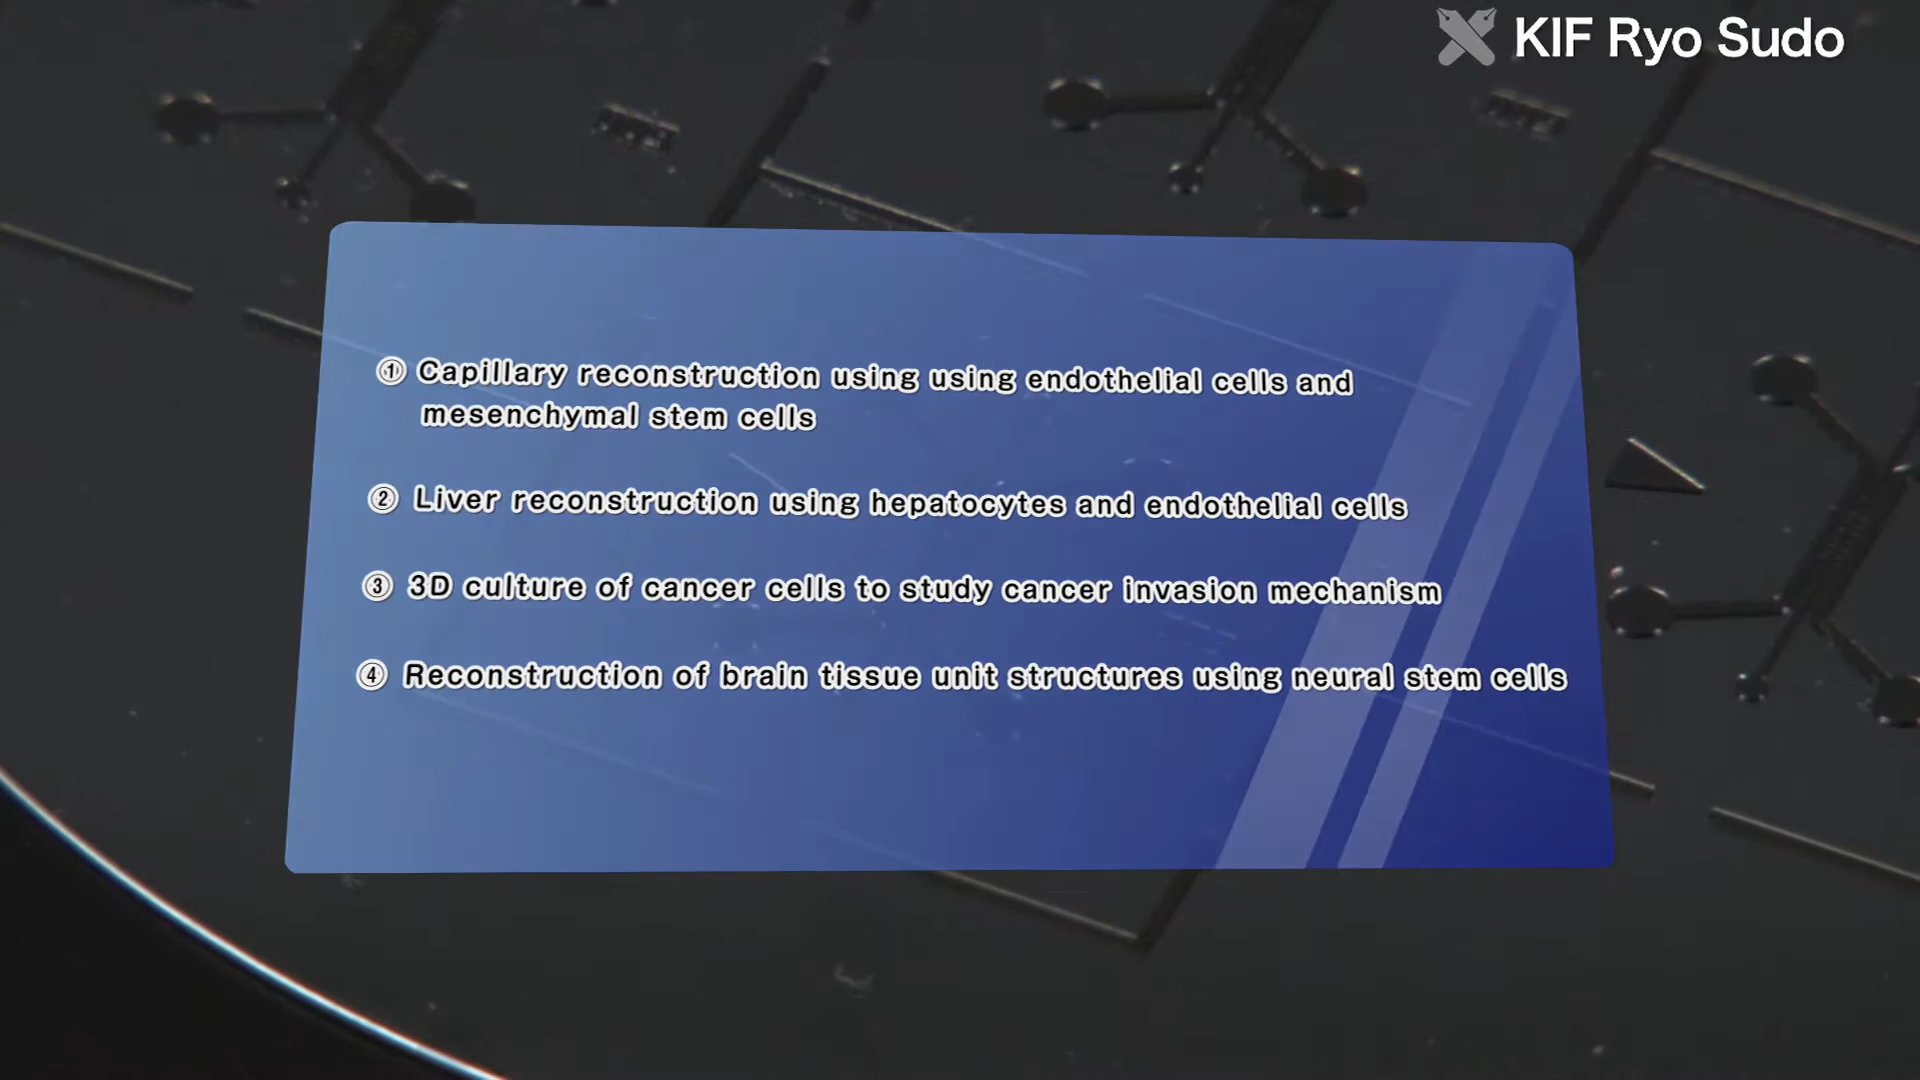 KIF Ryo Sudo
① Capillary reconstruction using using endothelial cells and
mesenchymal stem cells
② Liver reconstruction using hepatocytes and endothelial cells
③ 3D culture of cancer cells to study cancer invasion mechanism
④ Reconstruction of brain tissue unit structures using neural stem cells